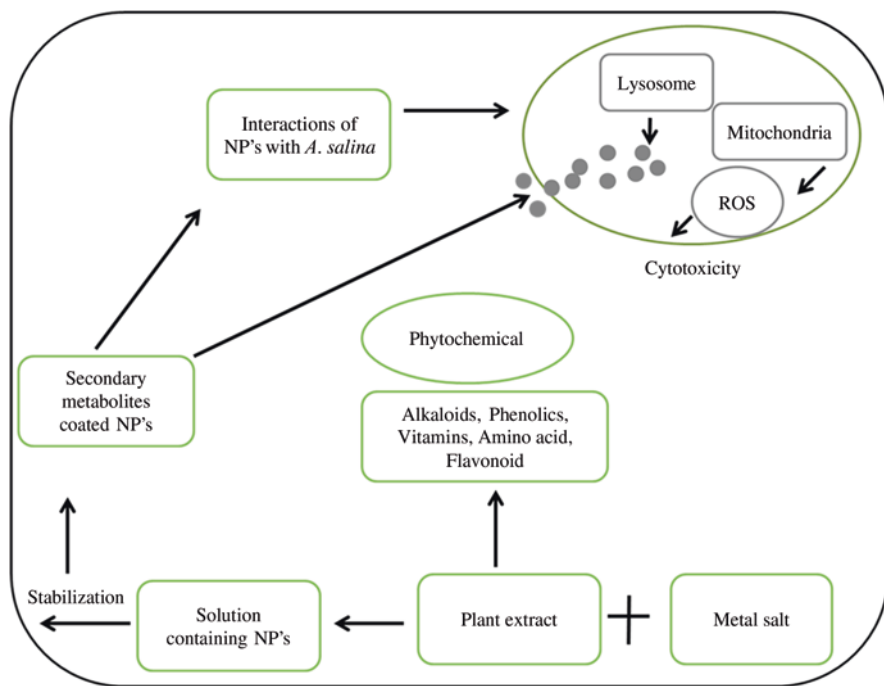 Lysosome
Interactions of
NP's with A. salina
Mitochondria
ROS
Cytotoxicity
Phytochemical
Secondary
metabolites
coated NP's
Alkaloids, Phenolics,
Vitamins, Amino acid,
Flavonoid
Stabilization
Solution
containing NP's
Plant extract
Metal salt